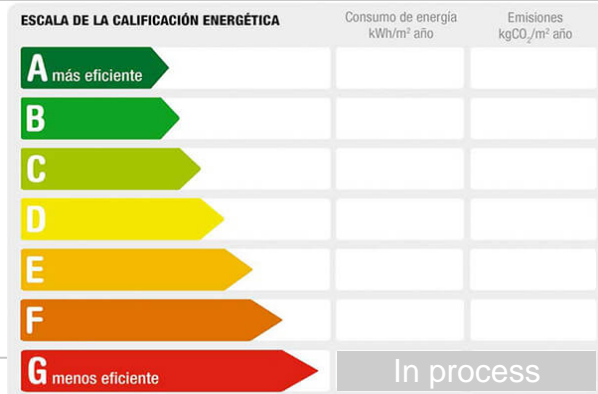 ESCALA DE LA CALIFICACIÓN ENERGÉTICA
Consumo de energía
kWh/m² año
Emisiones
kgCO₂/m² año
A más eficiente
B
C
D
E
F
G menos eficiente
In process